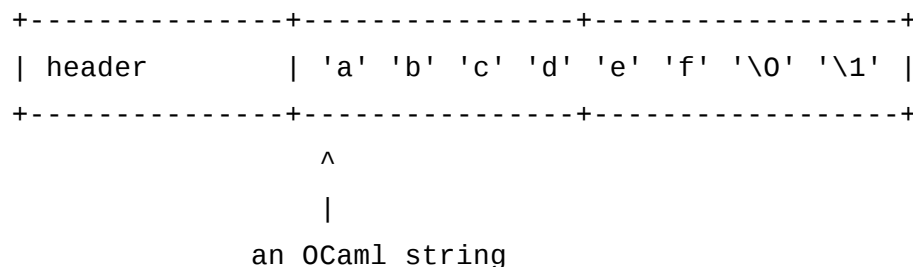 +---------------+----------------+------------------+
| header        | 'a' 'b' 'c' 'd' 'e' 'f' '\O' '\1' |
+---------------+----------------+------------------+
^
|
an OCaml string